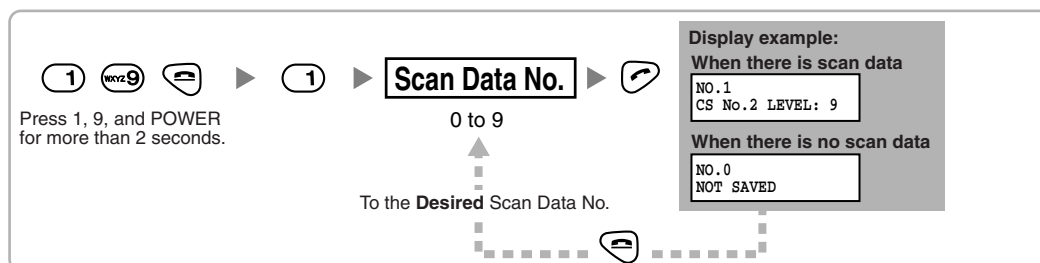 1) WXYZ9 1) Scan Data No.
Press 1, 9, and POWER
for more than 2 seconds.
0 to 9
To the Desired Scan Data No.
Display example:
When there is scan data
NO.1
CS No.2 LEVEL: 9
When there is no scan data
NO.0
NOT SAVED